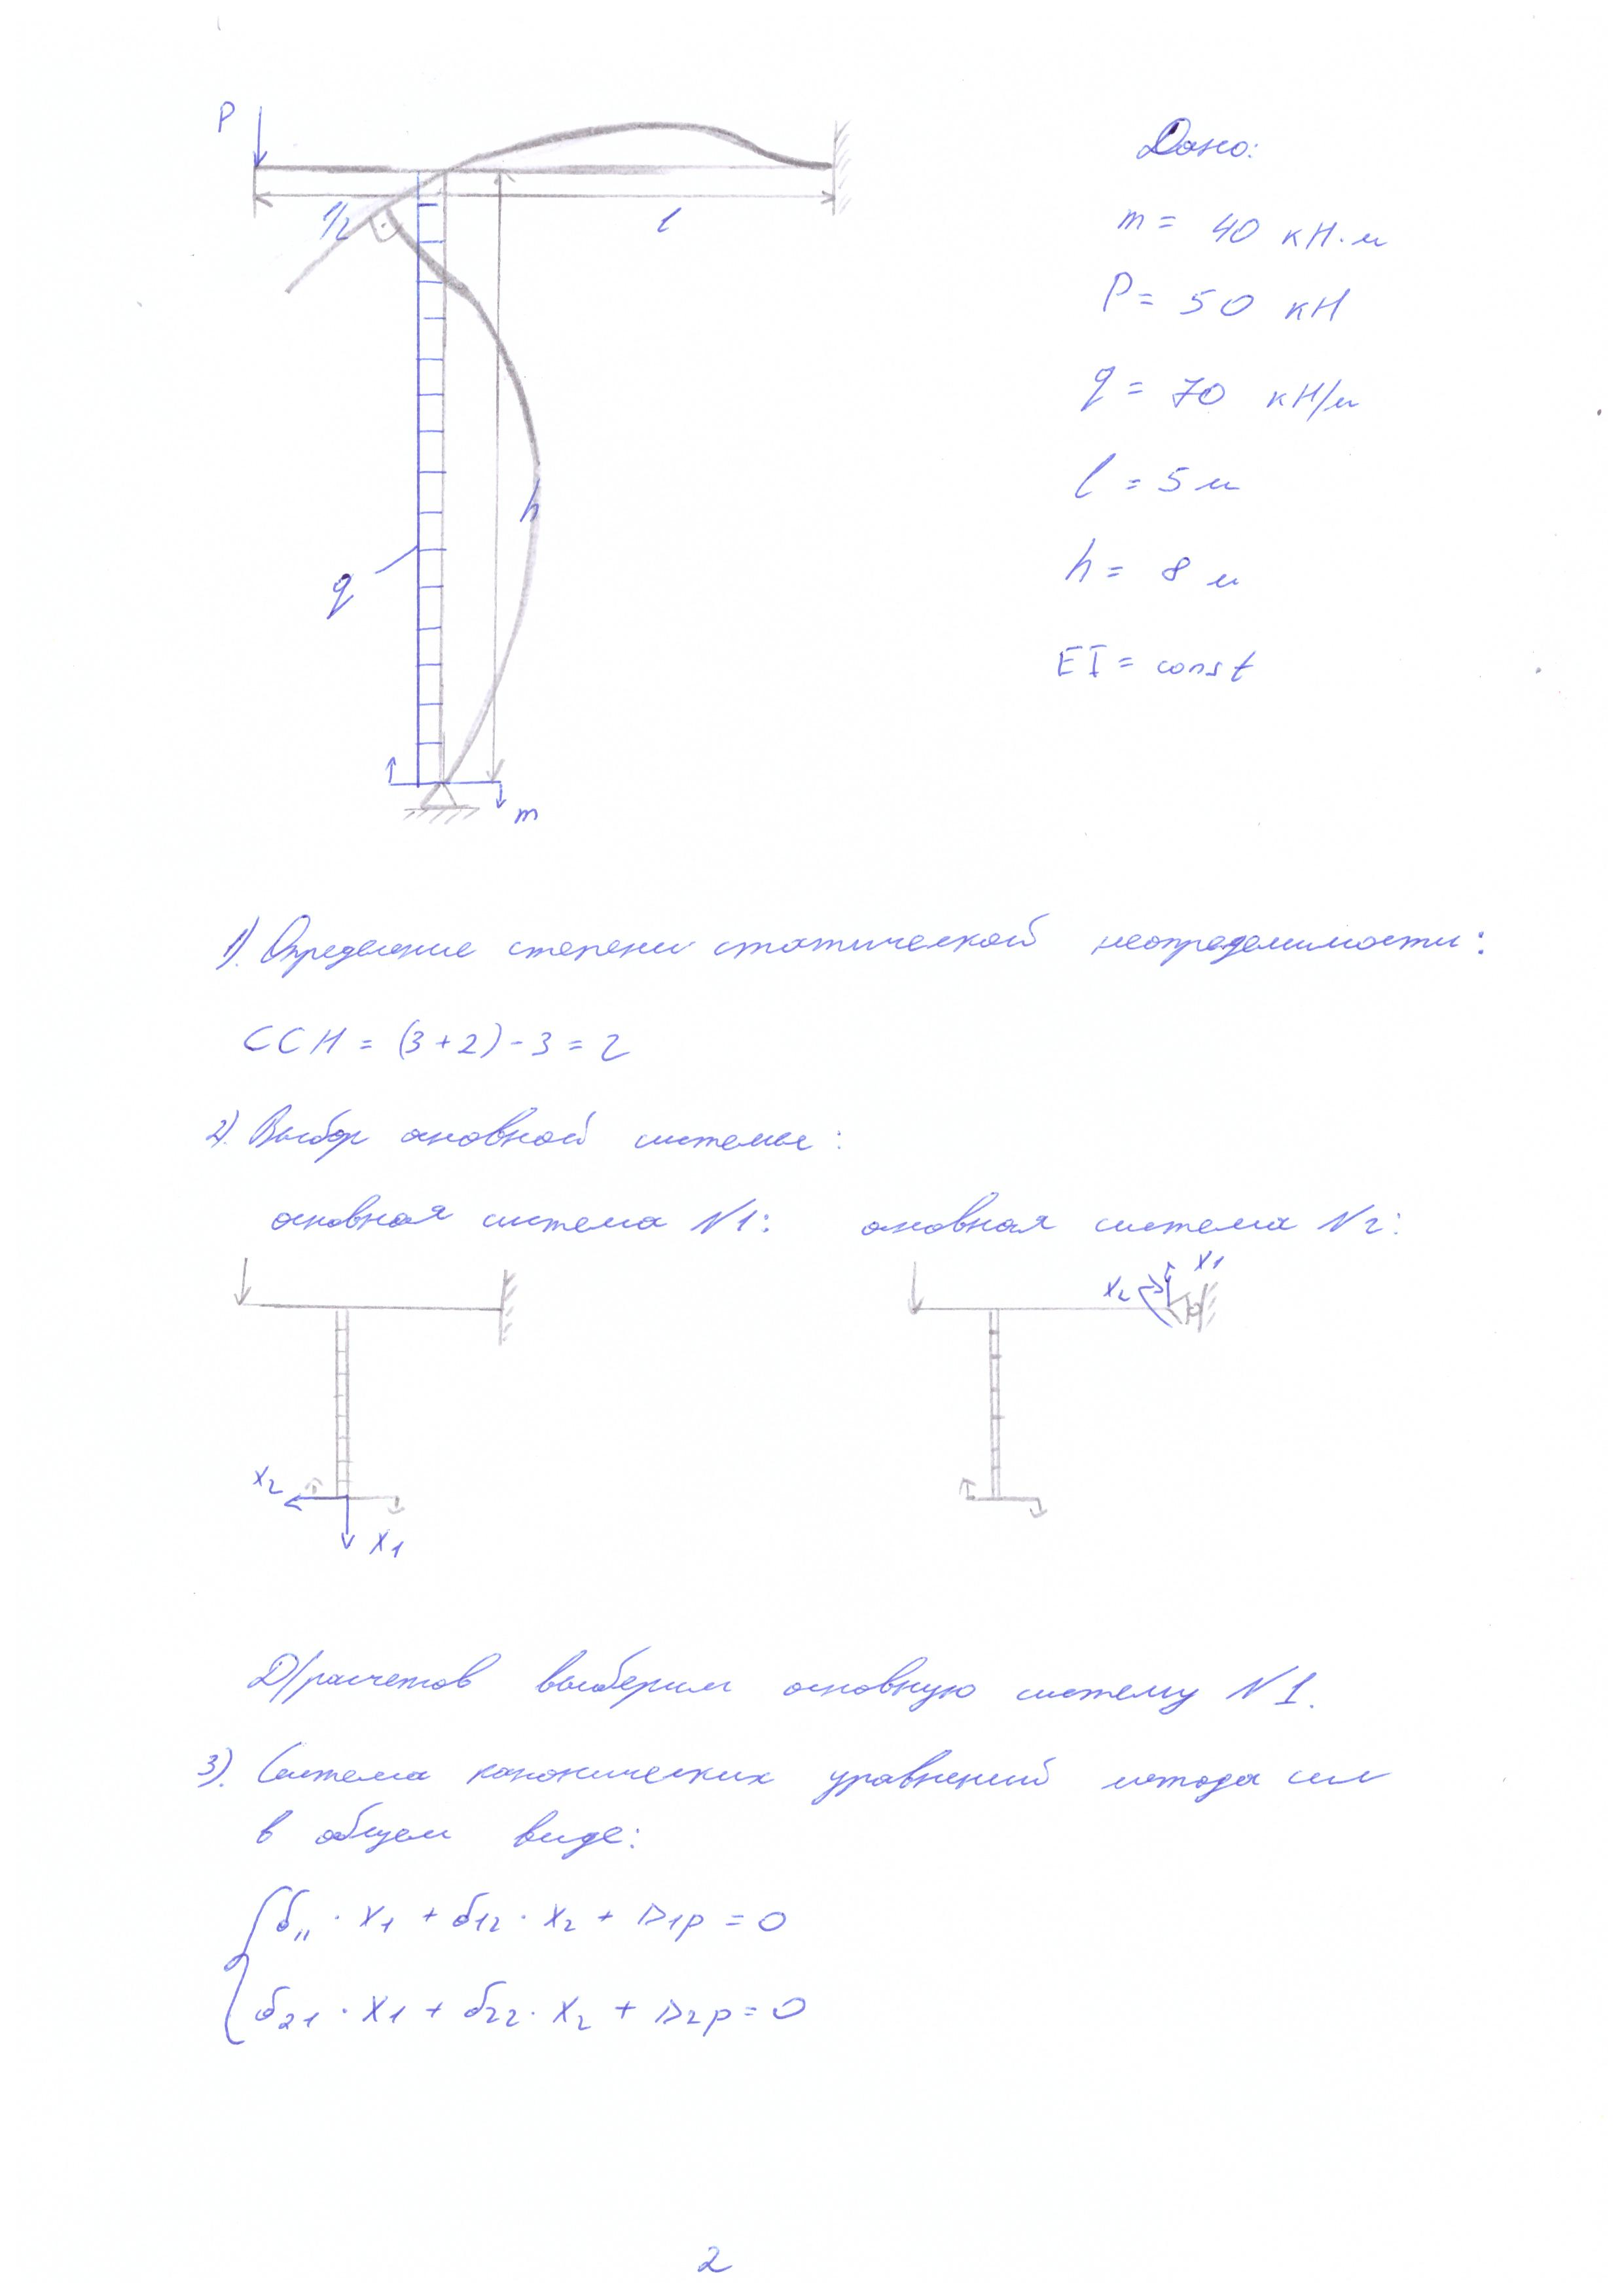 P
Дано:
l/2
l
m = 40 кН·м
P = 50 кН
q = 70 кН/м
h
l = 5 м
q
h = 8 м
EI = const
m
1). Определение степени статической неопределимости:
ССН = (3+2) - 3 = 2
2). Выбор основной системы:
основная система N1: основная система N2:
X2 X1
X2
X1
Д/расчетов выберем основную систему N1.
3). Система канонических уравнений метода сил
в общем виде:
δ11 · X1 + δ12 · X2 + Δ1p = 0
δ21 · X1 + δ22 · X2 + Δ2p = 0
2